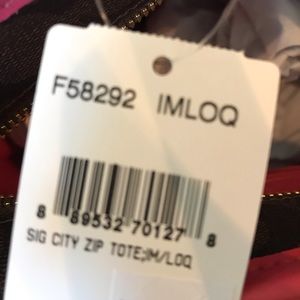 F58292 IMLOQ
8 89532 70127 8
SIG CITY ZIP TOTE;IM/LOQ